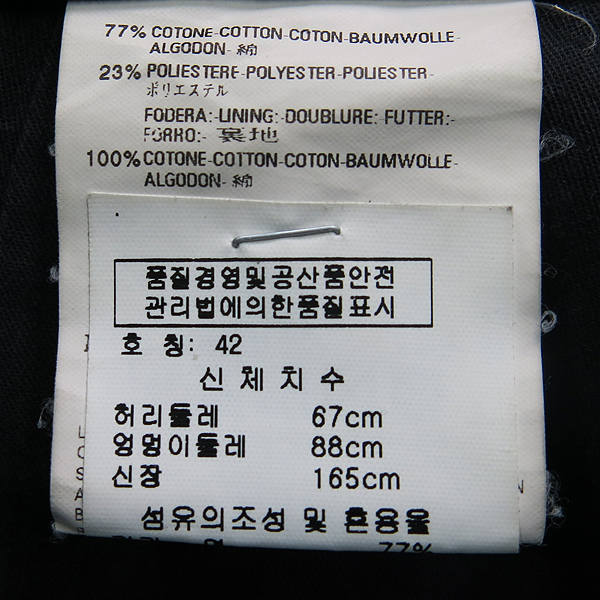 77% COTONE-COTTON-COTON-BAUMWOLLE-
ALGODON-綿
23% POLIESTERE-POLYESTER-POLIESTER-
ポリエステル
FODERA:-LINING:-DOUBLURE:-FUTTER:-
FORRO:- 裏地
100% COTONE-COTTON-COTON-BAUMWOLLE-
ALGODON-綿
품질경영및공산품안전
관리법에의한품질표시
호 칭: 42
신체치수
허리둘레 67cm
엉덩이둘레 88cm
신장 165cm
섬유의조성 및 혼용율
77%